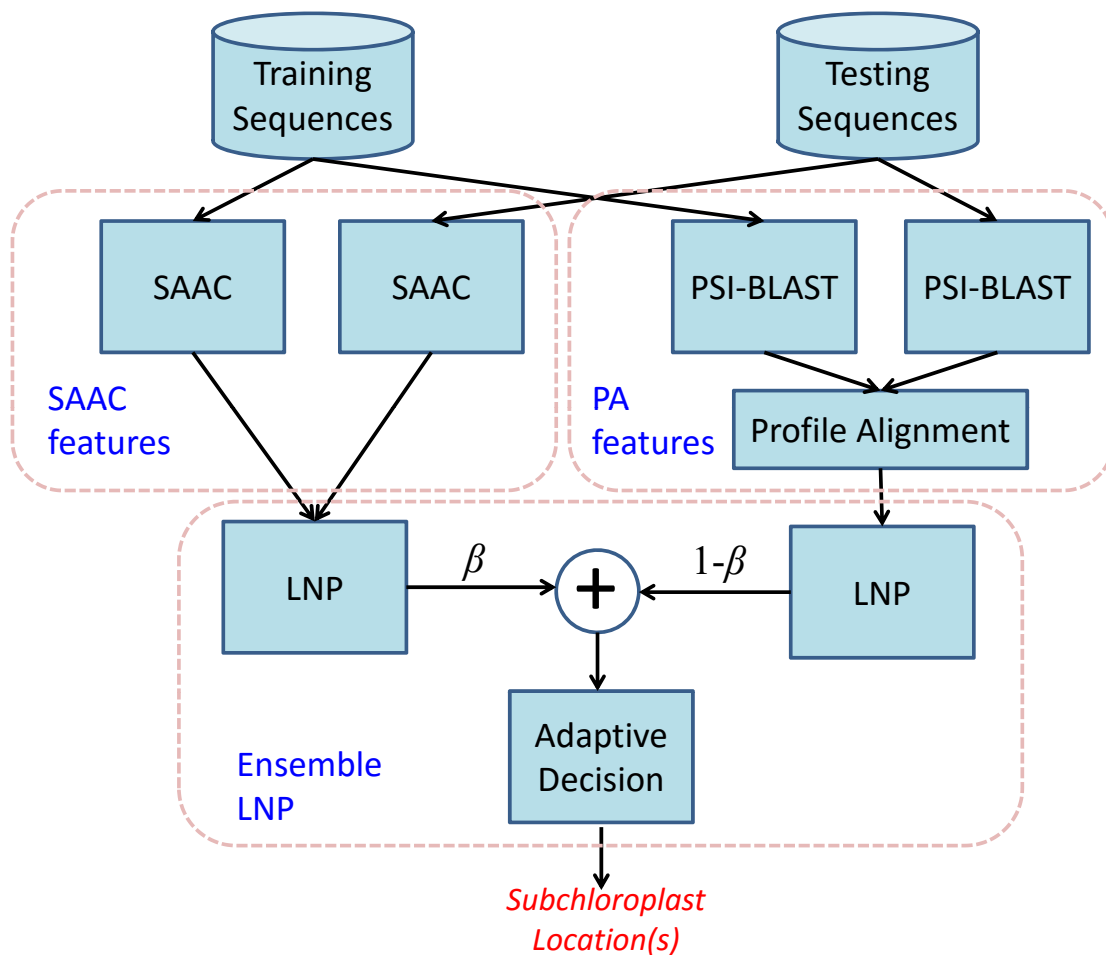 Training
Sequences
Testing
Sequences
SAAC
SAAC
PSI-BLAST
PSI-BLAST
SAAC
features
PA
features
Profile Alignment
LNP
β
+
1-β
LNP
Adaptive
Decision
Ensemble
LNP
Subchloroplast
Location(s)